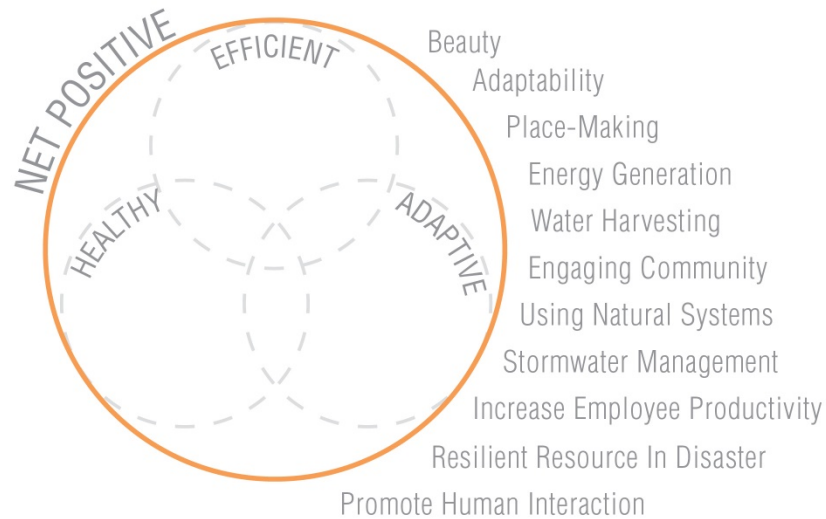 NET POSITIVE
EFFICIENT
HEALTHY
ADAPTIVE
Beauty
Adaptability
Place-Making
Energy Generation
Water Harvesting
Engaging Community
Using Natural Systems
Stormwater Management
Increase Employee Productivity
Resilient Resource In Disaster
Promote Human Interaction